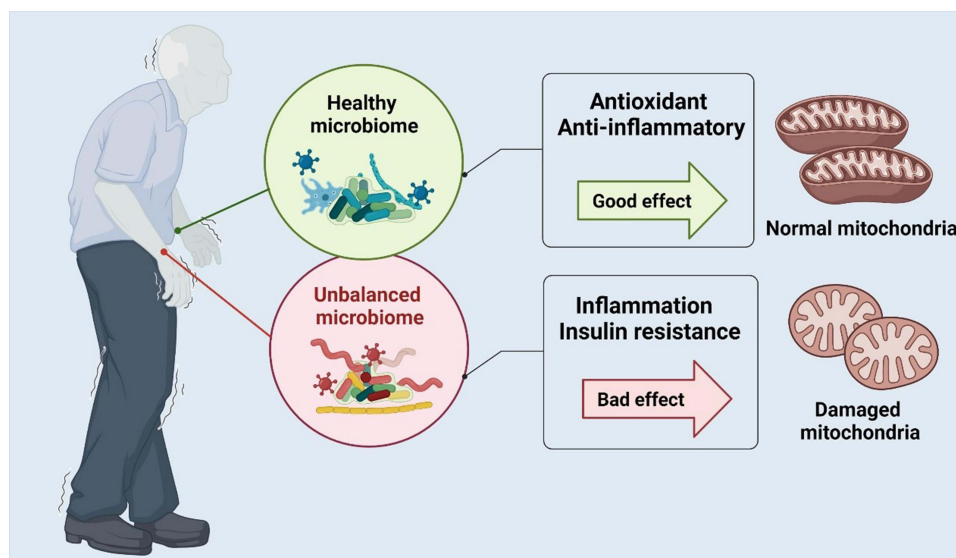 Healthy
microbiome
Antioxidant
Anti-inflammatory
Good effect
Normal mitochondria
Unbalanced
microbiome
Inflammation
Insulin resistance
Bad effect
Damaged
mitochondria